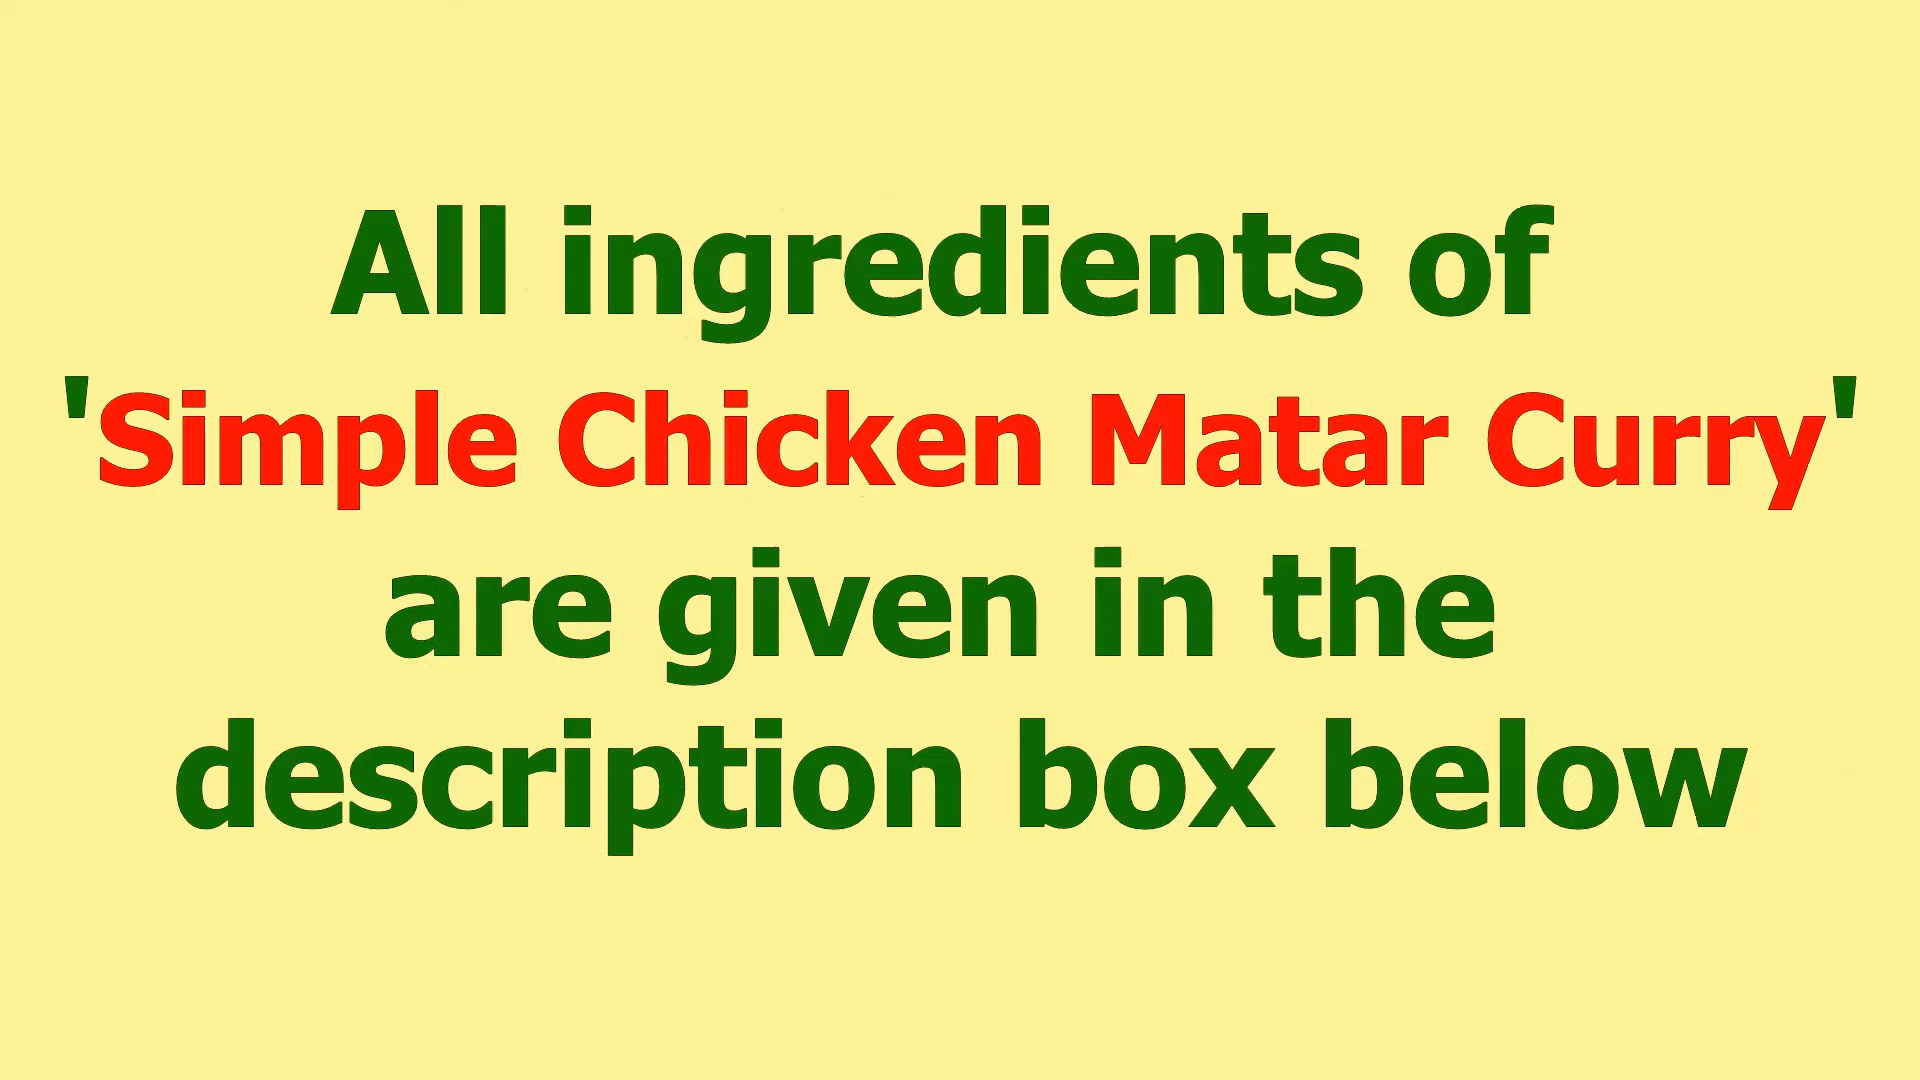 All ingredients of
'Simple Chicken Matar Curry'
are given in the
description box below